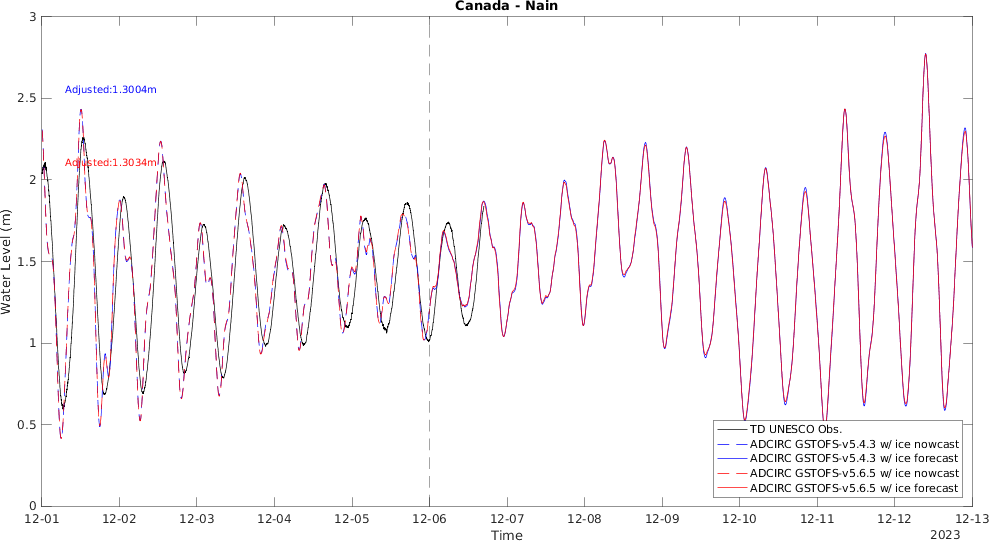 Canada - Nain
3
2.5
2
1.5
1
0.5
0
Water Level (m)
Adjusted:1.3004m
Adjusted:1.3034m
TD UNESCO Obs.
ADCIRC GSTOFS-v5.4.3 w/ ice nowcast
ADCIRC GSTOFS-v5.4.3 w/ ice forecast
ADCIRC GSTOFS-v5.6.5 w/ ice nowcast
ADCIRC GSTOFS-v5.6.5 w/ ice forecast
12-01 12-02 12-03 12-04 12-05 12-06 12-07 12-08 12-09 12-10 12-11 12-12 12-13
Time
2023